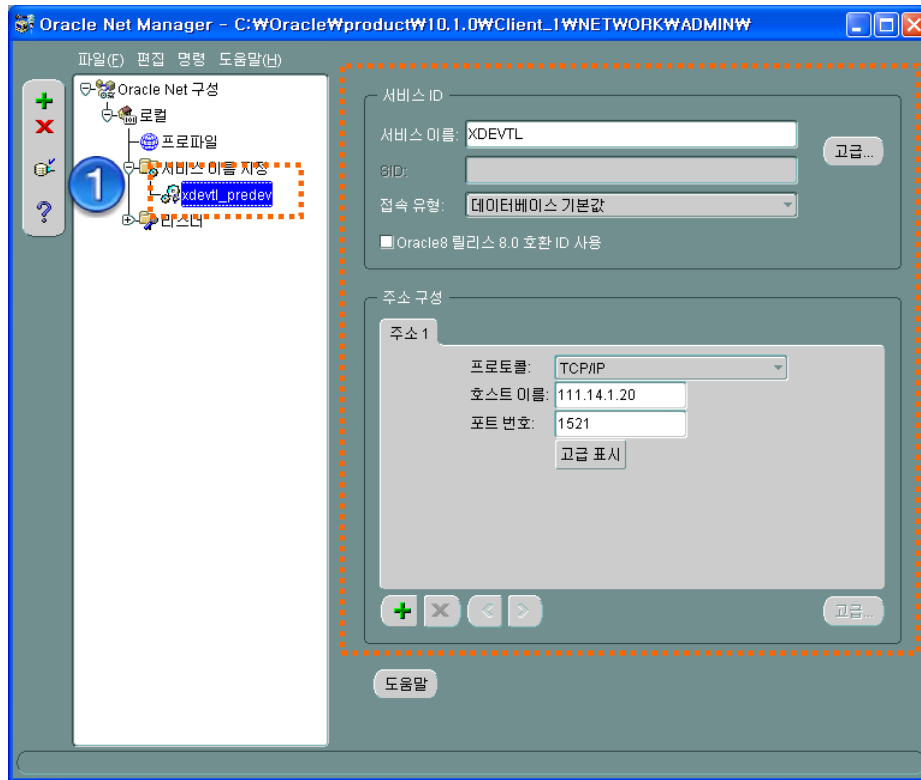 Oracle Net Manager - C:₩Oracle₩product₩10.1.0₩Client_1₩NETWORK₩ADMIN₩
파일(F) 편집 명령 도움말(H)
Oracle Net 구성
로컬
프로파일
서비스 이름 지정
xdevtl_predev
리스너
1
?
서비스 ID
서비스 이름: XDEVTL
고급...
SID:
접속 유형: 데이터베이스 기본값
Oracle8 릴리스 8.0 호환 ID 사용
주소 구성
주소 1
프로토콜: TCP/IP
호스트 이름: 111.14.1.20
포트 번호: 1521
고급 표시
고급...
도움말